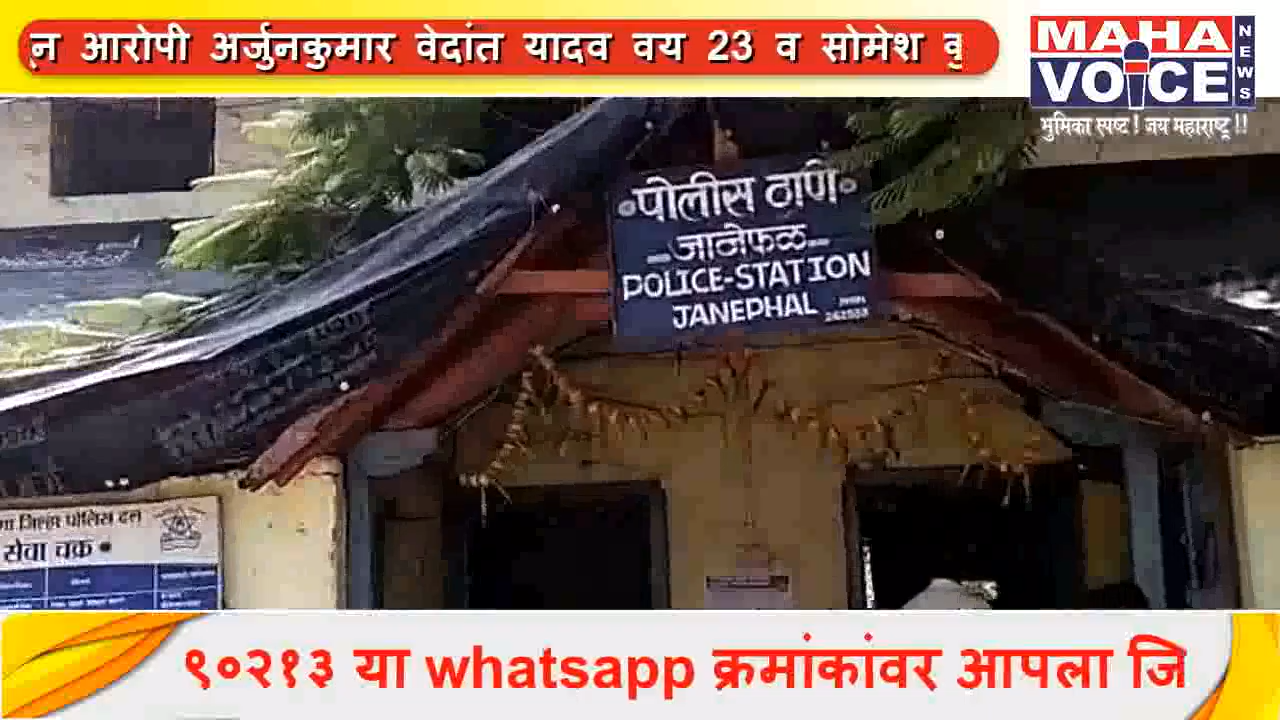 आरोपी अर्जुनकुमार वेदांत यादव वय 23 व सोमेश
MAHA
VOICE
NEWS
भुमिका स्पष्ट ! जय महाराष्ट्र !!
पोलीस ठाणे
जानेफळ
POLICE-STATION
JANEPHAL
जिल्हा पोलिस दल
सेवा चक्र
९०२१३ या whatsapp क्रमांकांवर आपला जि